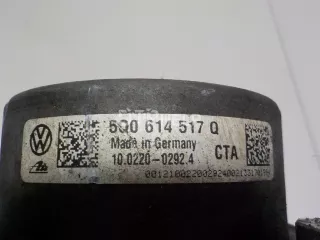 5Q0 614 517 Q
Made in Germany
10.0220-0292.4 CTA